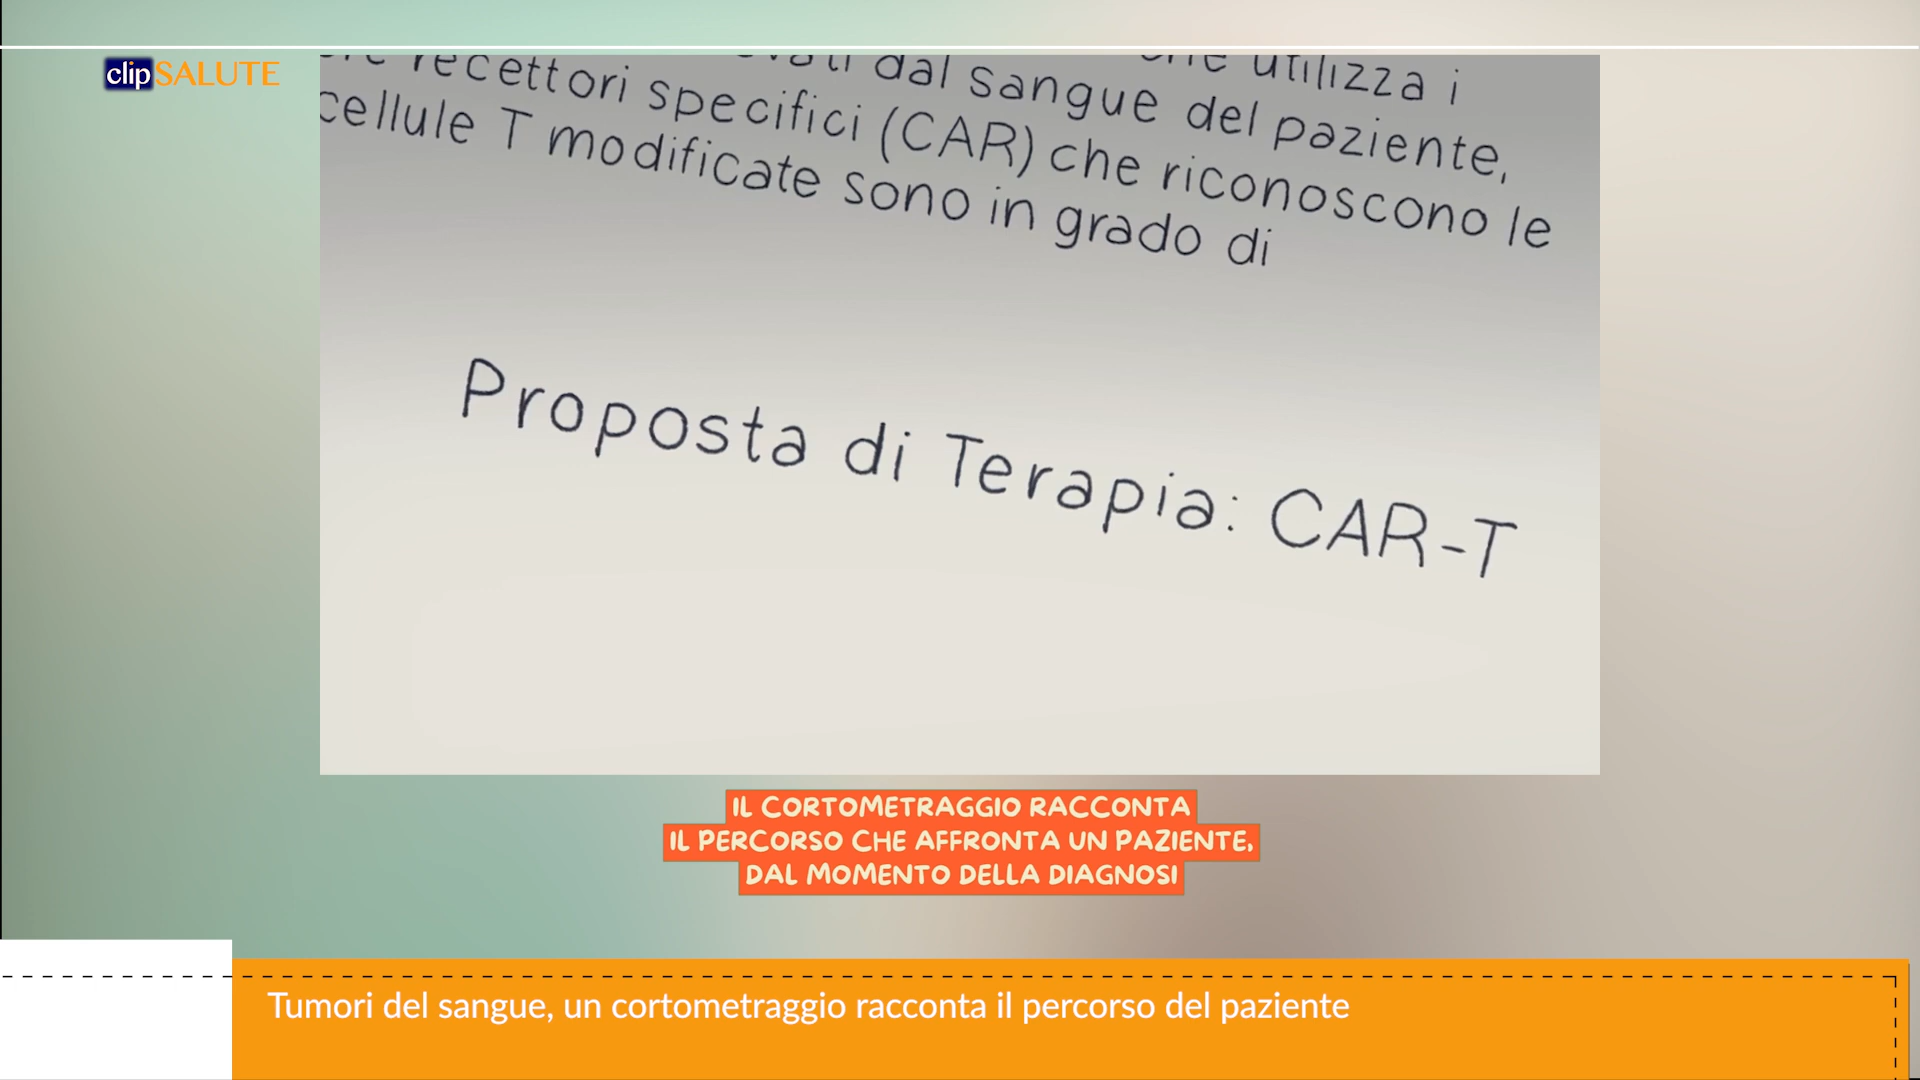 clipSALUTE
dal sangue del paziente,
utilizza i
recettori specifici (CAR) che riconoscono le
cellule T modificate sono in grado di
Proposta di Terapia: CAR-T
IL CORTOMETRAGGIO RACCONTA
IL PERCORSO CHE AFFRONTA UN PAZIENTE,
DAL MOMENTO DELLA DIAGNOSI
Tumori del sangue, un cortometraggio racconta il percorso del paziente